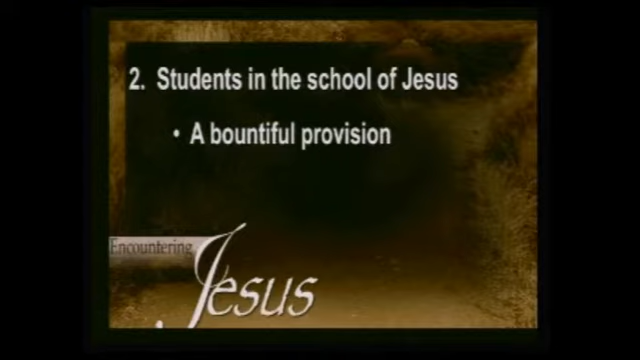 2. Students in the school of Jesus
• A bountiful provision
Encountering
Jesus